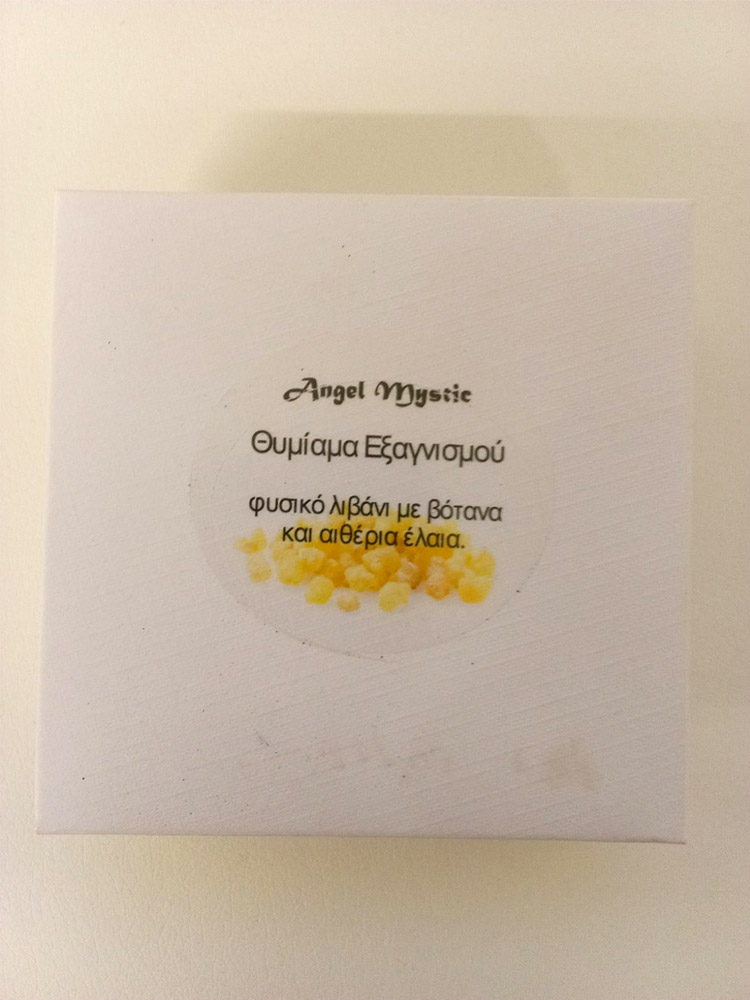 Angel Mystic
Θυμίαμα Εξαγνισμού
φυσικό λιβάνι με βότανα
και αιθέρια έλαια.